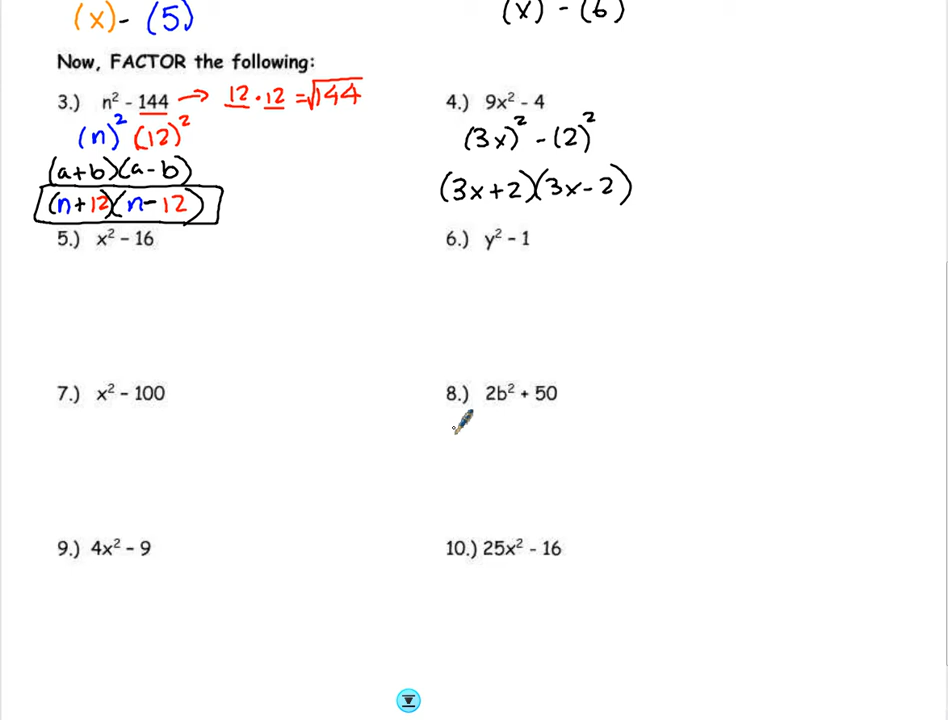 (x) - (5)
(x) - (6)
Now, FACTOR the following:
3.) n² - 144 → 12 · 12 = √144
(n)² (12)²
(a+b)(a-b)
(n+12)(n-12)
4.) 9x² - 4
(3x)² - (2)²
(3x+2)(3x-2)
5.) x² - 16
6.) y² - 1
7.) x² - 100
8.) 2b² + 50
9.) 4x² - 9
10.) 25x² - 16